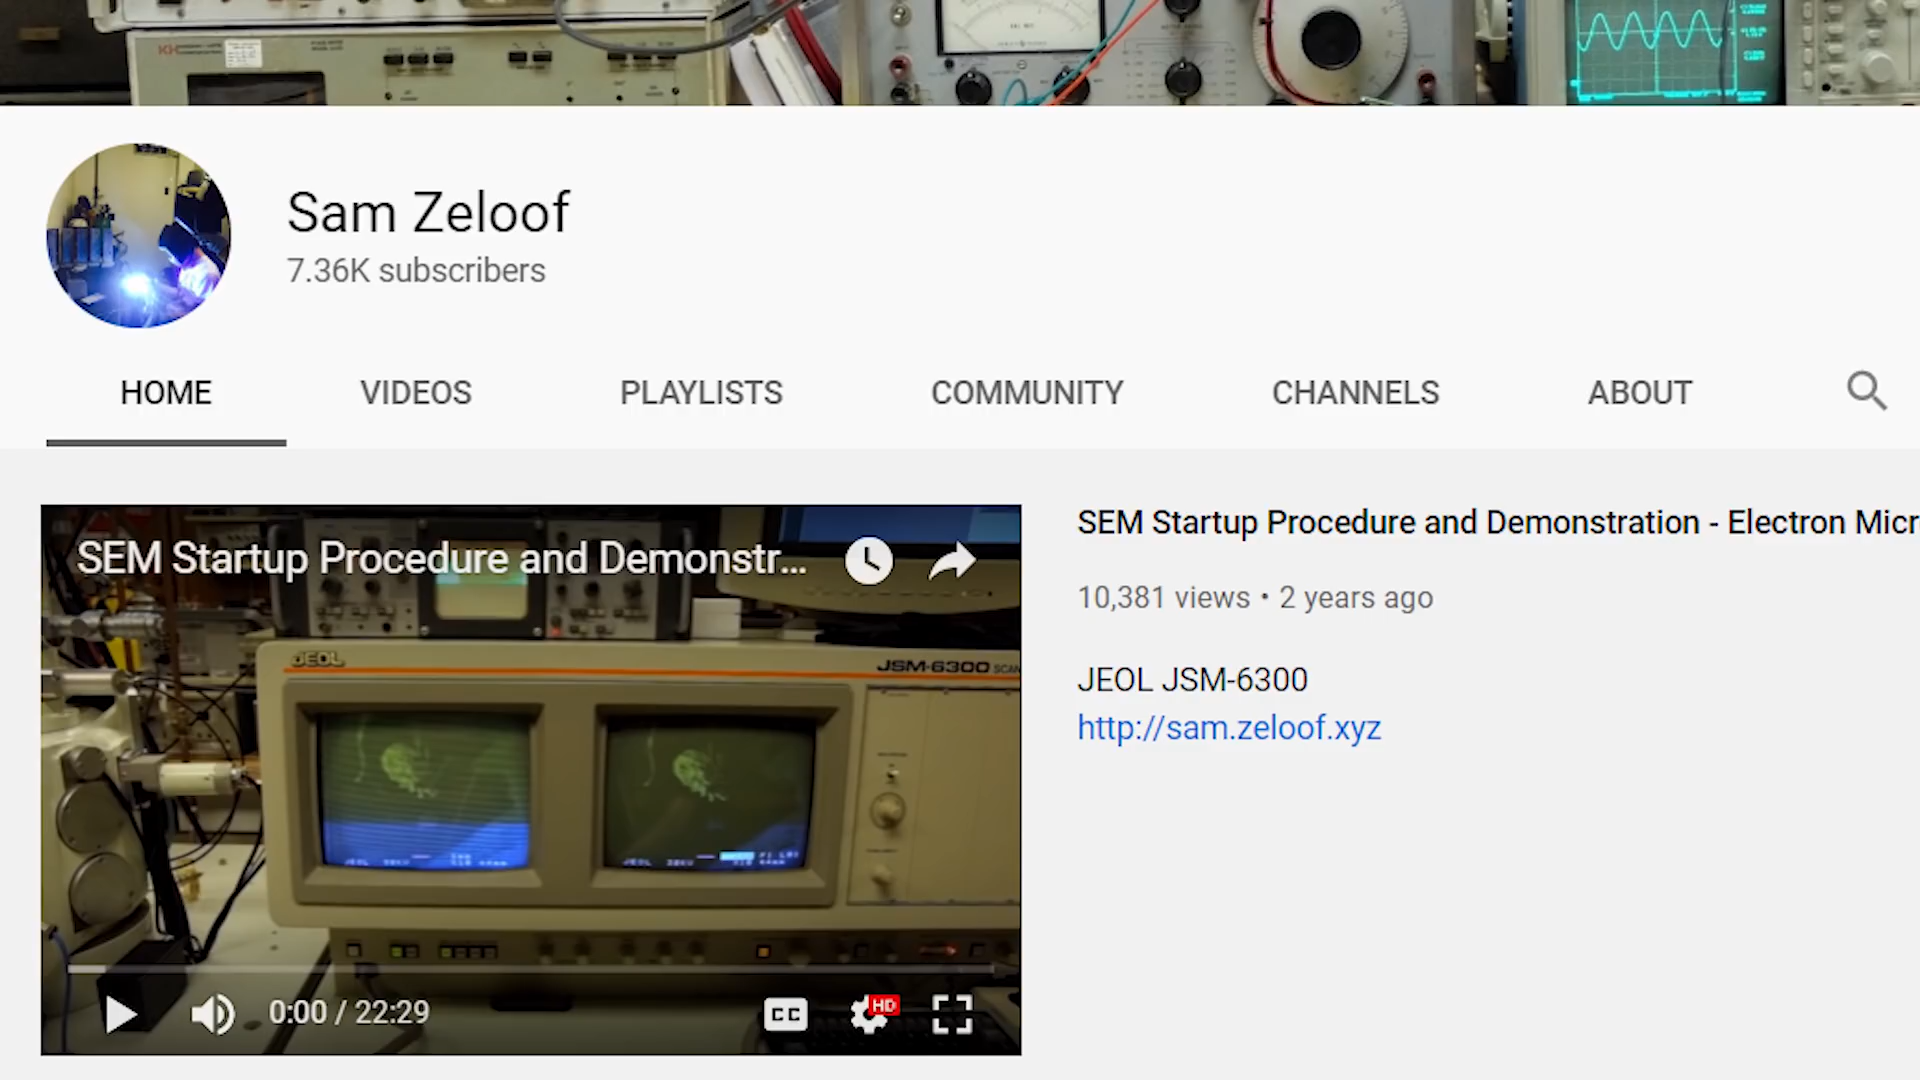 KH
Sam Zeloof
7.36K subscribers
HOME VIDEOS PLAYLISTS COMMUNITY CHANNELS ABOUT
SEM Startup Procedure and Demonstr...
JEOL
JSM-6300 SCAN
0:00 / 22:29
CC
HD
SEM Startup Procedure and Demonstration - Electron Micr
10,381 views • 2 years ago
JEOL JSM-6300
http://sam.zeloof.xyz